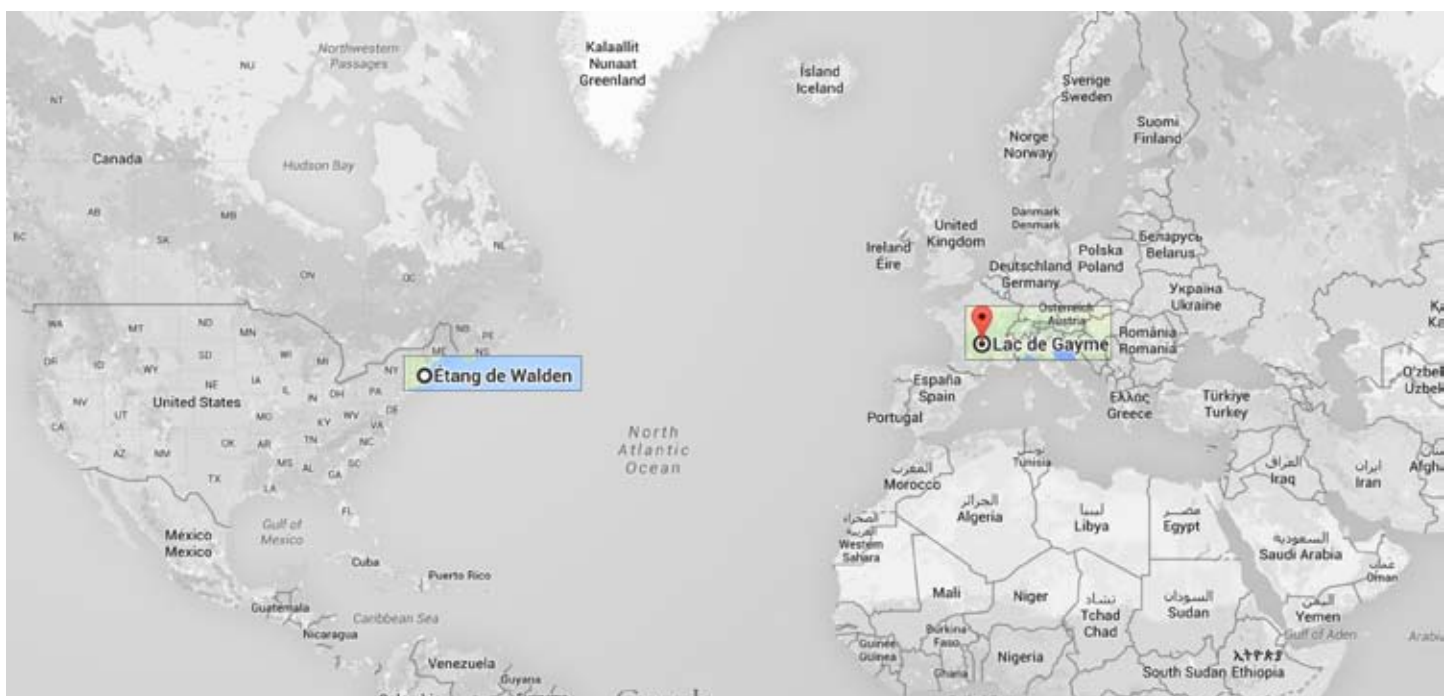 Northwestern
Passages
NU
NT
Kalaallit
Nunaat
Greenland
Ísland
Iceland
Sverige
Sweden
Suomi
Finland
Norge
Norway
Canada
Hudson Bay
AB
MB
BC
SK
NL
ON
QC
United
Kingdom
Ireland
Éire
Danmark
Denmark
Polska
Poland
Беларусь
Belarus
Deutschland
Germany
Україна
Ukraine
Österreich
Austria
România
Romania
Lac de Gayme
WA
MT
ND
MN
NB
PE
ME
NS
OR
ID
SD
WI
MI
WY
NY
Étang de Walden
NE
IA
IL
IN
OH
PA
NV
UT
United States
MO
KY
WV
DE
VA
CA
AZ
NM
OK
AR
TN
NC
MS
AL
SC
GA
TX
LA
FL
España
Spain
Portugal
Ελλάς
Greece
Türkiye
Turkey
North
Atlantic
Ocean
المغرب
Morocco
تونس
Tunisia
العراق
Iraq
ایران
Iran
الجزائر
Algeria
ليبيا
Libya
مصر
Egypt
السعودية
Saudi Arabia
الصحراء
الغربية
Western
Sahara
عمان
Oman
México
Mexico
Gulf of
Mexico
Cuba
Puerto Rico
Guatemala
Caribbean Sea
Nicaragua
Venezuela
Guyana
Mali
Niger
تشاد
Tchad
Chad
السودان
Sudan
اليمن
Yemen
Gulf of Aden
Guinée
Guinea
Burkina
Faso
Ghana
Nigeria
ኢትዮጵያ
South Sudan
Ethiopia